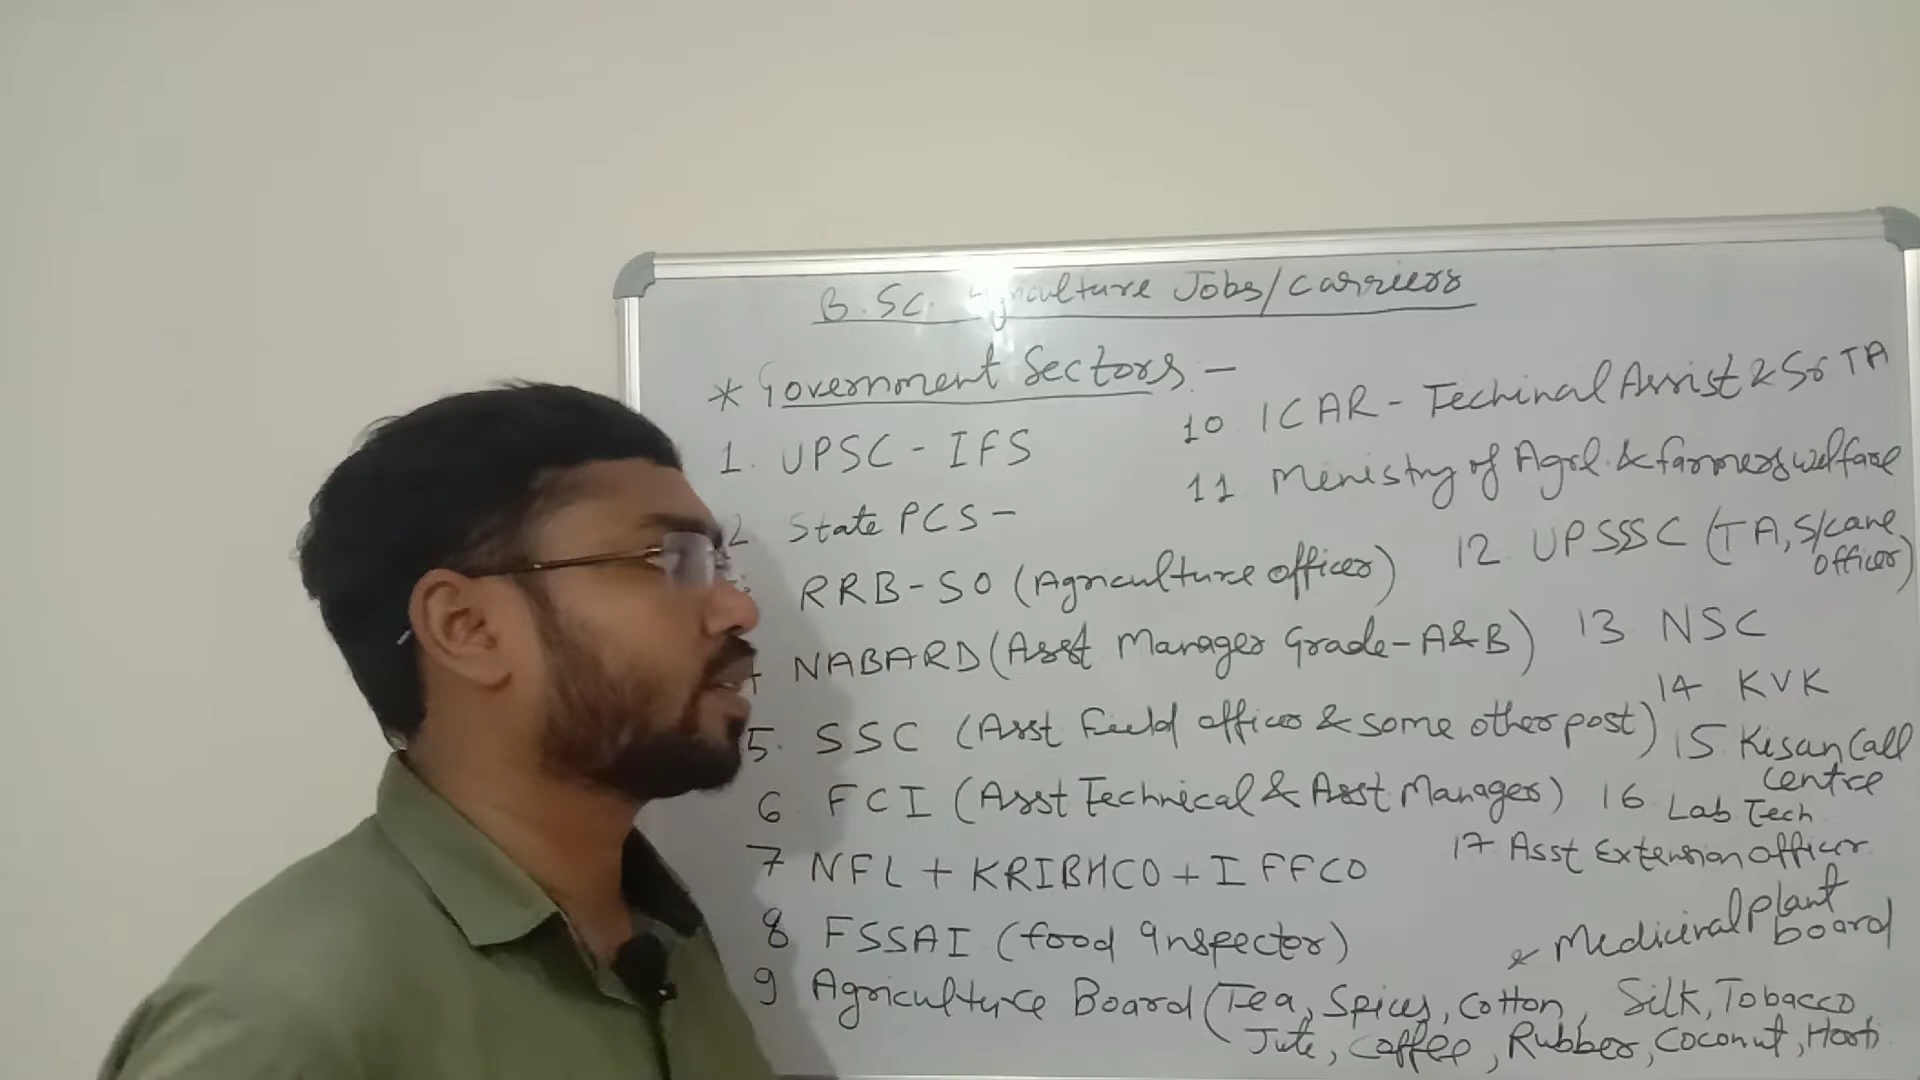 B.Sc. Agriculture Jobs/carriers
* Government Sectors -
1. UPSC - IFS
2 State PCS -
RRB-SO (Agriculture officer)
NABARD (Asst Manager Grade-A&B)
5. SSC (Asst Field officer & some other post)
6 FCI (Asst Technical & Asst Manager)
7 NFL + KRIBHCO + IFFCO
8 FSSAI (food Inspector)
9 Agriculture Board (Tea, Spices, Cotton, Silk, Tobacco,
Jute, Coffee, Rubber, Coconut, Horti
10 ICAR - Techinal Assist & Sr TA
11 Menistry of Agrl. & farmers welfare
12 UPSSSC (TA, S/cane
officer)
13 NSC
14 KVK
15 Kisan Call
Centre
16 Lab Tech
17 Asst Extension Officer
& Medicinal plant
board